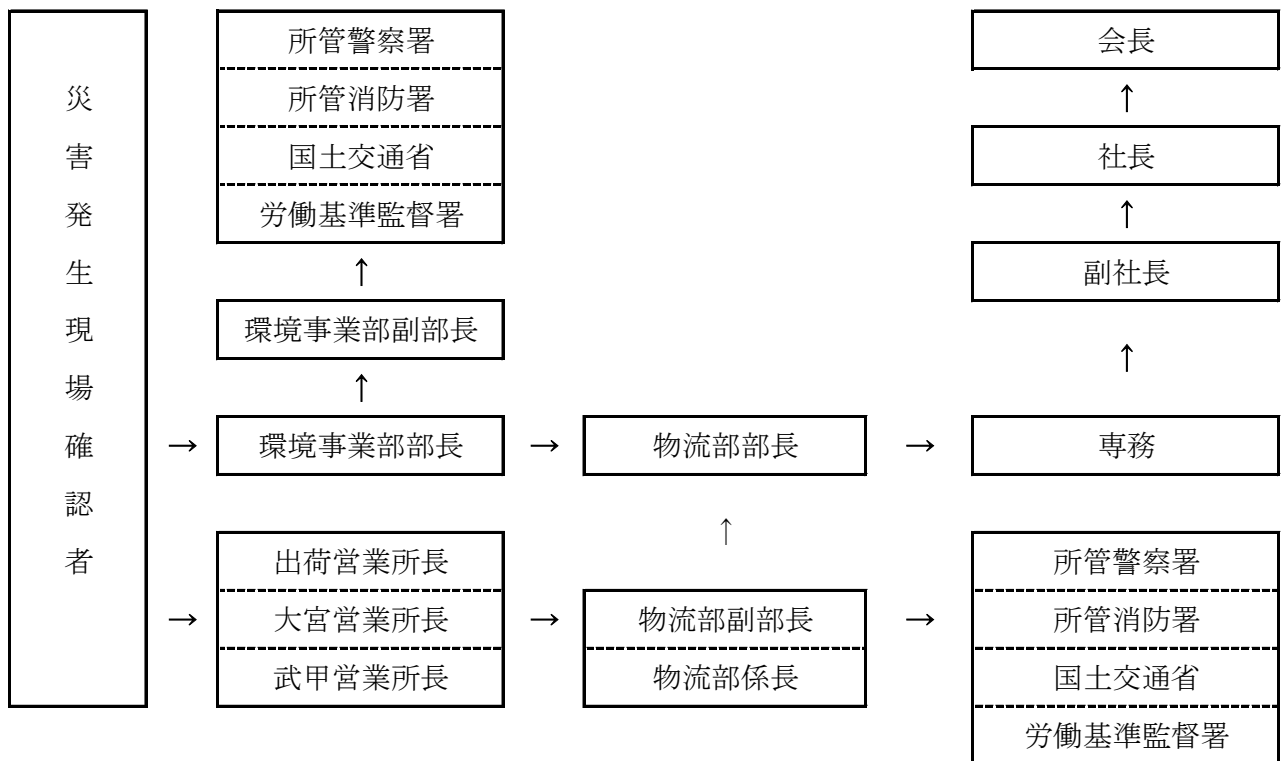 災害発生現場確認者
所管警察署
所管消防署
国土交通省
労働基準監督署
↑
環境事業部副部長
↑
→ 環境事業部部長 → 物流部部長 → 専務
↑
副社長
↑
社長
↑
会長
→ 出荷営業所長
大宮営業所長
武甲営業所長
→ 物流部副部長
物流部係長
↑
→ 所管警察署
所管消防署
国土交通省
労働基準監督署